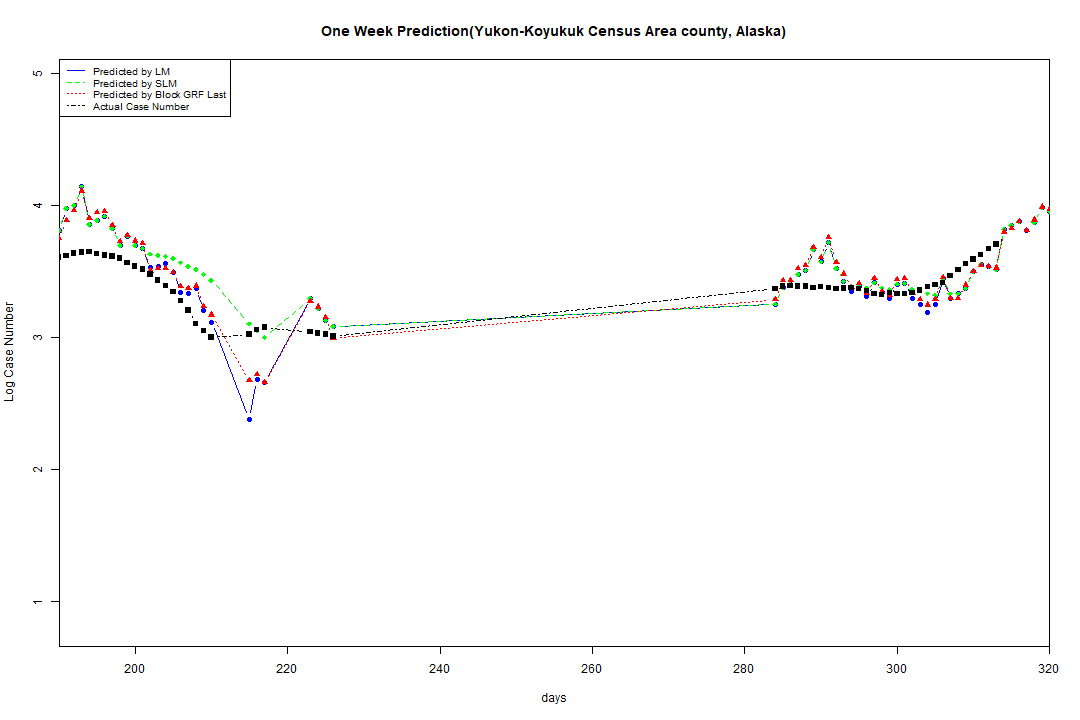 One Week Prediction(Yukon-Koyukuk Census Area county, Alaska)
Predicted by LM
Predicted by SLM
Predicted by Block GRF Last
Actual Case Number
5
4
3
2
1
Log Case Number
200 220 240 260 280 300 320
days